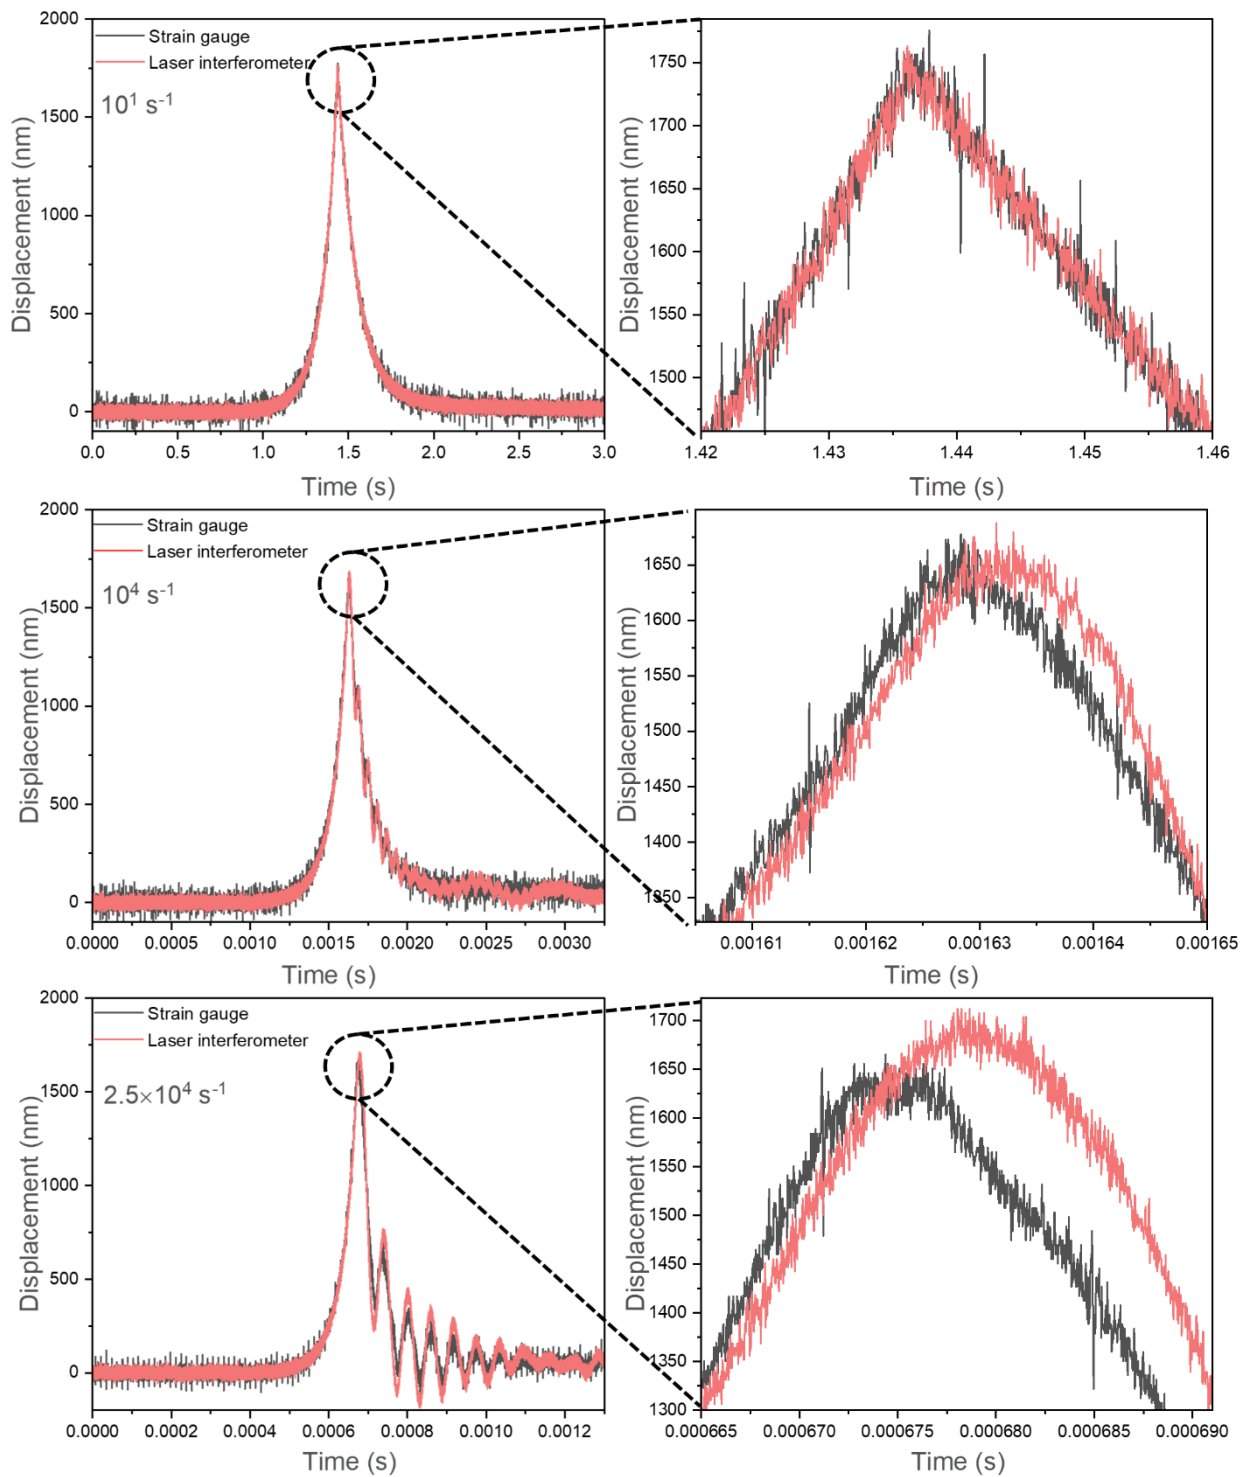 2000
1500
1000
500
0
Displacement (nm)
Strain gauge
Laser interferometer
10¹ s⁻¹
0.0 0.5 1.0 1.5 2.0 2.5 3.0
Time (s)
1750
1700
1650
1600
1550
1500
Displacement (nm)
1.42 1.43 1.44 1.45 1.46
Time (s)
2000
1500
1000
500
0
Displacement (nm)
Strain gauge
Laser interferometer
10⁴ s⁻¹
0.0000 0.0005 0.0010 0.0015 0.0020 0.0025 0.0030
Time (s)
1650
1600
1550
1500
1450
1400
Displacement (nm)
0.00161 0.00162 0.00163 0.00164 0.00165
Time (s)
2000
1500
1000
500
0
Displacement (nm)
Strain gauge
Laser interferometer
2.5×10⁴ s⁻¹
0.0000 0.0002 0.0004 0.0006 0.0008 0.0010 0.0012
Time (s)
1700
1650
1600
1550
1500
1450
1400
1350
1300
Displacement (nm)
0.000665 0.000670 0.000675 0.000680 0.000685 0.000690
Time (s)